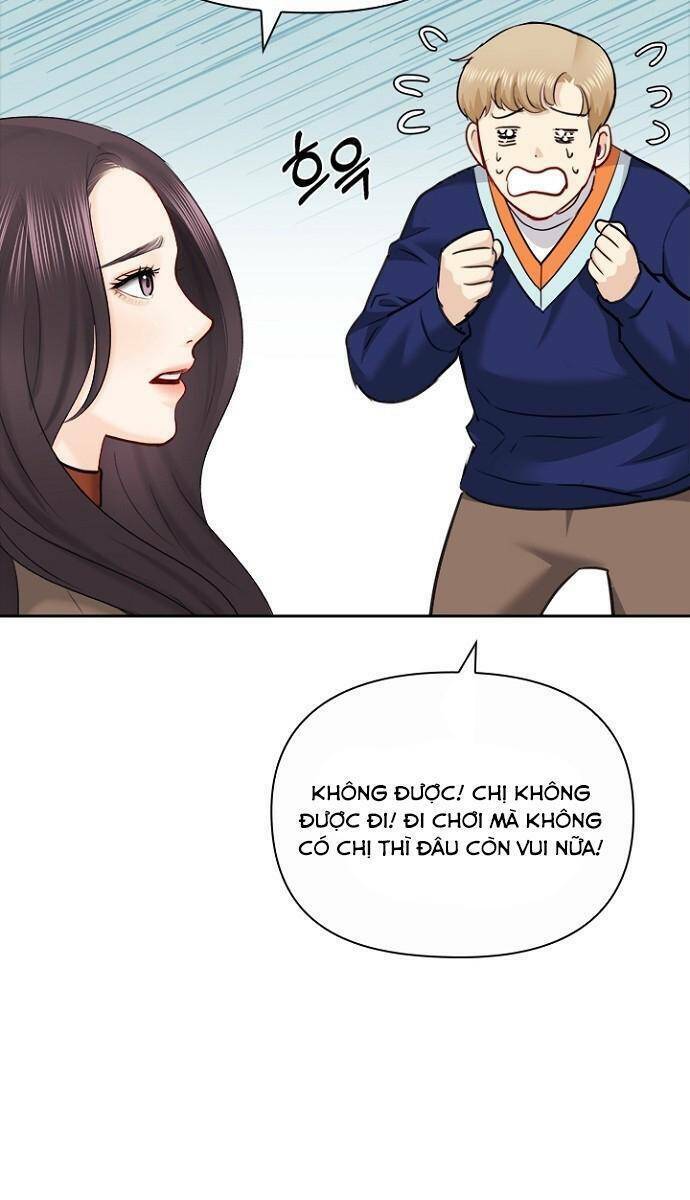 흐윽
KHÔNG ĐƯỢC! CHỊ KHÔNG
ĐƯỢC ĐI! ĐI CHƠI MÀ KHÔNG
CÓ CHỊ THÌ ĐÂU CÒN VUI NỮA!